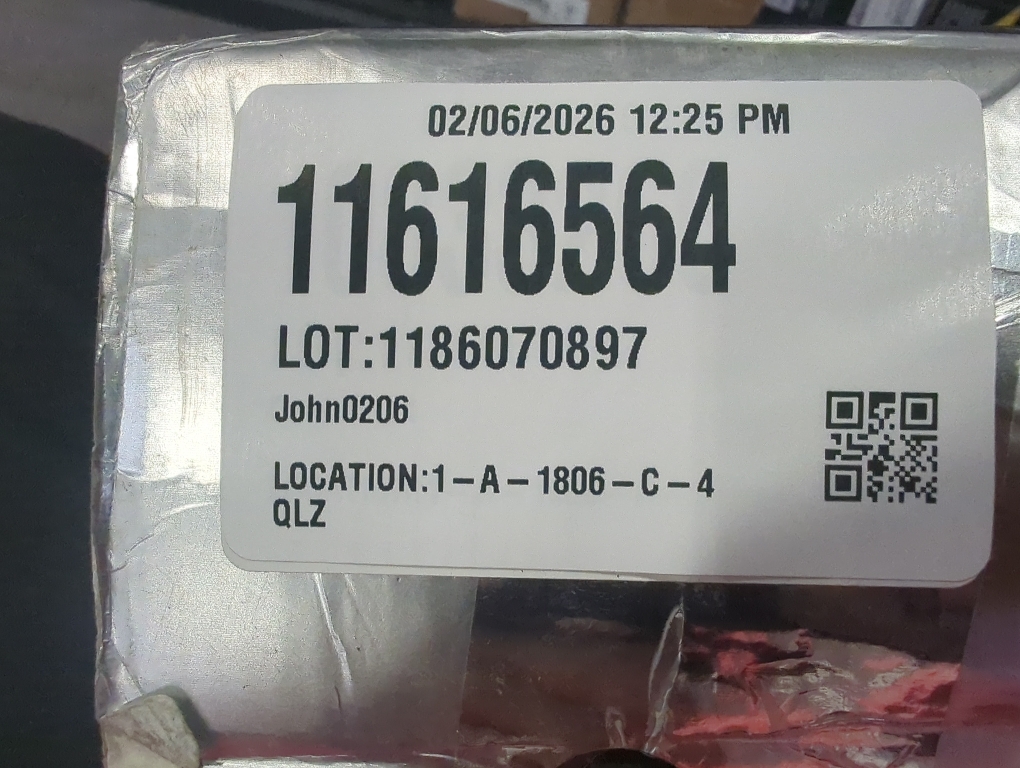 02/06/2026 12:25 PM
11616564
LOT:1186070897
John0206
LOCATION:1-A-1806-C-4
QLZ